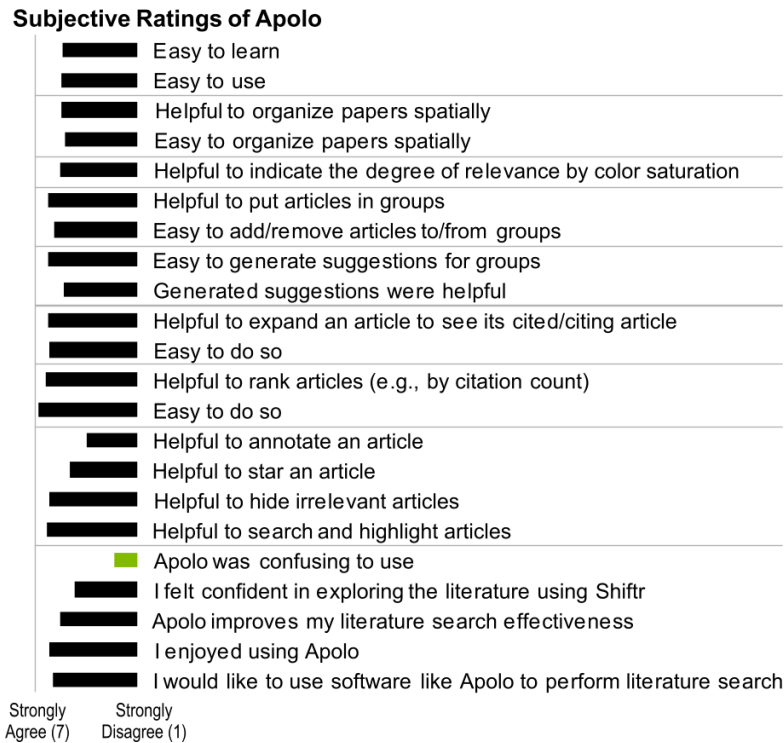 Subjective Ratings of Apolo
Easy to learn
Easy to use
Helpful to organize papers spatially
Easy to organize papers spatially
Helpful to indicate the degree of relevance by color saturation
Helpful to put articles in groups
Easy to add/remove articles to/from groups
Easy to generate suggestions for groups
Generated suggestions were helpful
Helpful to expand an article to see its cited/citing article
Easy to do so
Helpful to rank articles (e.g., by citation count)
Easy to do so
Helpful to annotate an article
Helpful to star an article
Helpful to hide irrelevant articles
Helpful to search and highlight articles
Apolo was confusing to use
I felt confident in exploring the literature using Shiftr
Apolo improves my literature search effectiveness
I enjoyed using Apolo
I would like to use software like Apolo to perform literature search
Strongly
Agree (7)
Strongly
Disagree (1)